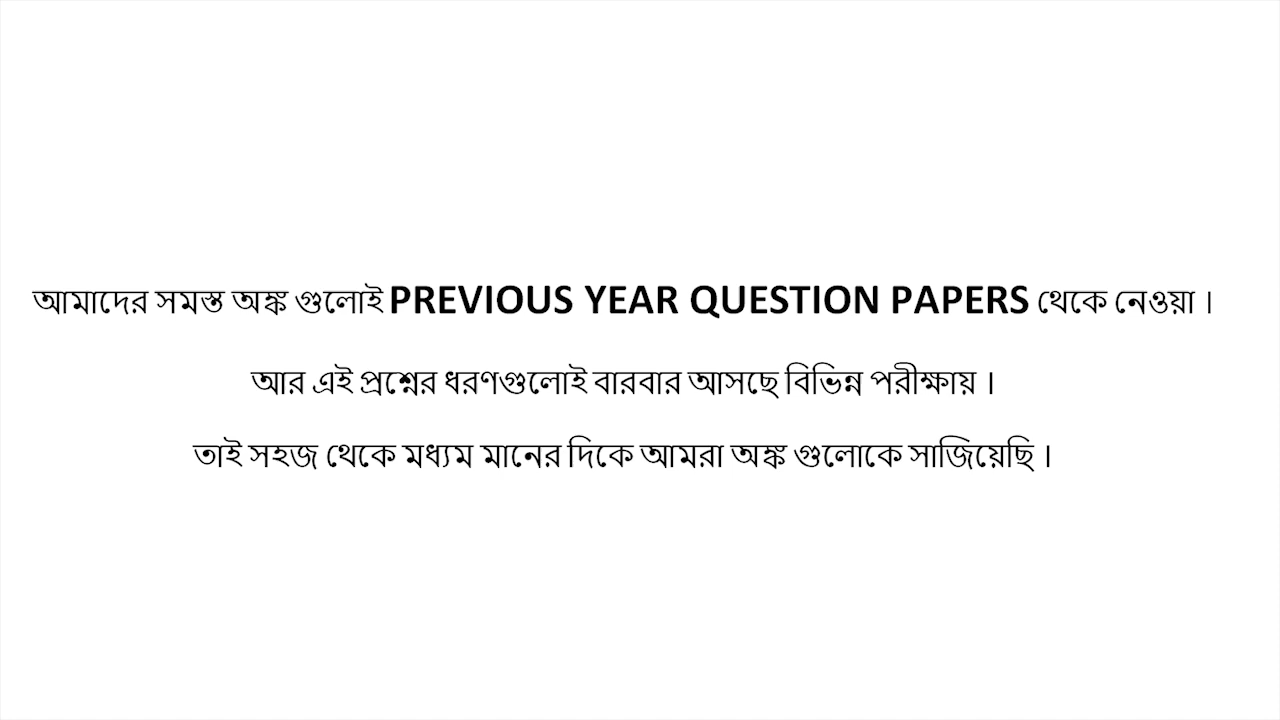 আমাদের সমস্ত অঙ্ক গুলোই PREVIOUS YEAR QUESTION PAPERS থেকে নেওয়া ।
আর এই প্রশ্নের ধরণগুলোই বারবার আসছে বিভিন্ন পরীক্ষায় ।
তাই সহজ থেকে মধ্যম মানের দিকে আমরা অঙ্ক গুলোকে সাজিয়েছি ।